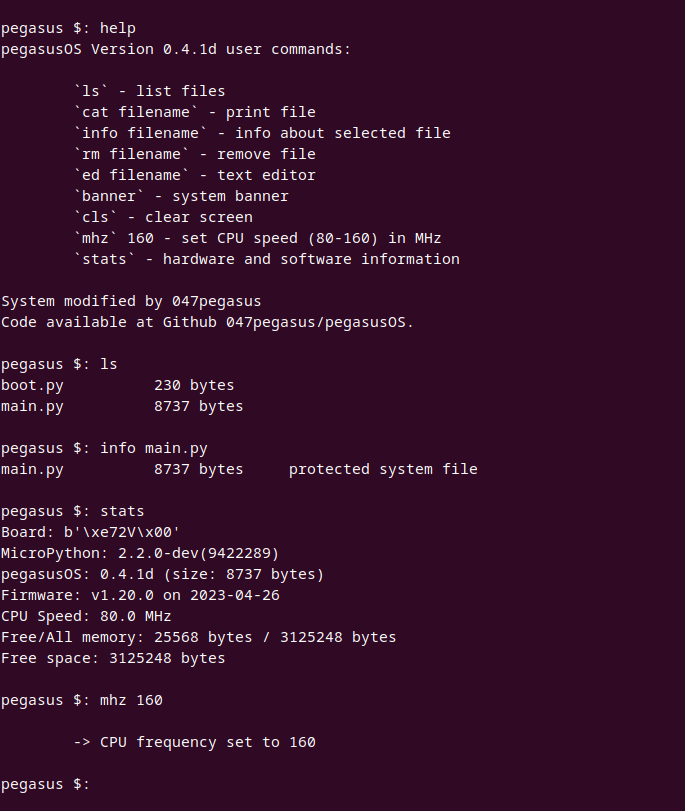 pegasus $: help
pegasusOS Version 0.4.1d user commands:
`ls` - list files
`cat filename` - print file
`info filename` - info about selected file
`rm filename` - remove file
`ed filename` - text editor
`banner` - system banner
`cls` - clear screen
`mhz` 160 - set CPU speed (80-160) in MHz
`stats` - hardware and software information
System modified by 047pegasus
Code available at Github 047pegasus/pegasusOS.
pegasus $: ls
boot.py 230 bytes
main.py 8737 bytes
pegasus $: info main.py
main.py 8737 bytes protected system file
pegasus $: stats
Board: b'\xe72V\x00'
MicroPython: 2.2.0-dev(9422289)
pegasusOS: 0.4.1d (size: 8737 bytes)
Firmware: v1.20.0 on 2023-04-26
CPU Speed: 80.0 MHz
Free/All memory: 25568 bytes / 3125248 bytes
Free space: 3125248 bytes
pegasus $: mhz 160
-> CPU frequency set to 160
pegasus $: